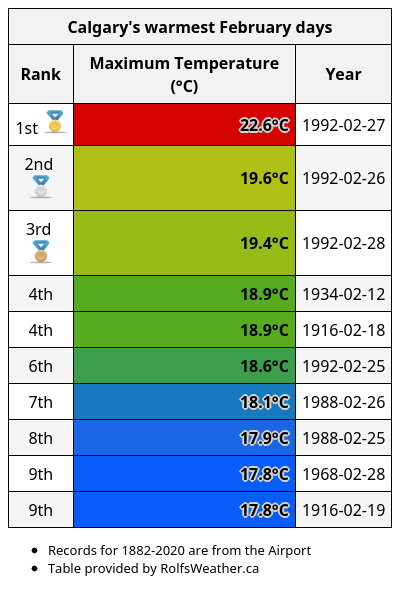 Calgary's warmest February days
Rank Maximum Temperature (°C) Year
1st 22.6°C 1992-02-27
2nd 19.6°C 1992-02-26
3rd 19.4°C 1992-02-28
4th 18.9°C 1934-02-12
4th 18.9°C 1916-02-18
6th 18.6°C 1992-02-25
7th 18.1°C 1988-02-26
8th 17.9°C 1988-02-25
9th 17.8°C 1968-02-28
9th 17.8°C 1916-02-19
Records for 1882-2020 are from the Airport
Table provided by RolfsWeather.ca